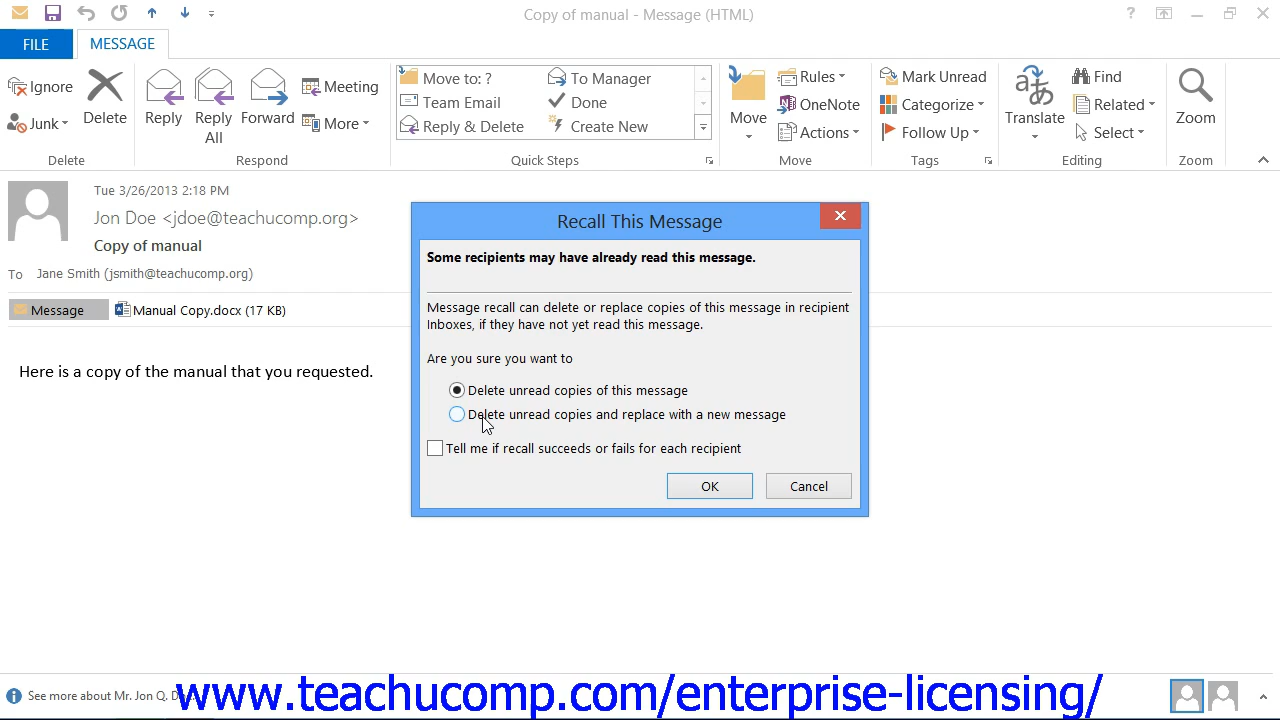 Copy of manual - Message (HTML)
?
FILE
MESSAGE
Ignore
Junk
Delete
Delete
Reply
Reply All
Forward
Meeting
More
Respond
Move to: ?
Team Email
Reply & Delete
To Manager
Done
Create New
Quick Steps
Move
Rules
OneNote
Actions
Move
Mark Unread
Categorize
Follow Up
Tags
Translate
Find
Related
Select
Editing
Zoom
Zoom
Tue 3/26/2013 2:18 PM
Jon Doe <jdoe@teachucomp.org>
Copy of manual
To Jane Smith (jsmith@teachucomp.org)
Message
Manual Copy.docx (17 KB)
Here is a copy of the manual that you requested.
Recall This Message
Some recipients may have already read this message.
Message recall can delete or replace copies of this message in recipient
Inboxes, if they have not yet read this message.
Are you sure you want to
Delete unread copies of this message
Delete unread copies and replace with a new message
Tell me if recall succeeds or fails for each recipient
OK
Cancel
See more about Mr. Jon Q.
www.teachucomp.com/enterprise-licensing/